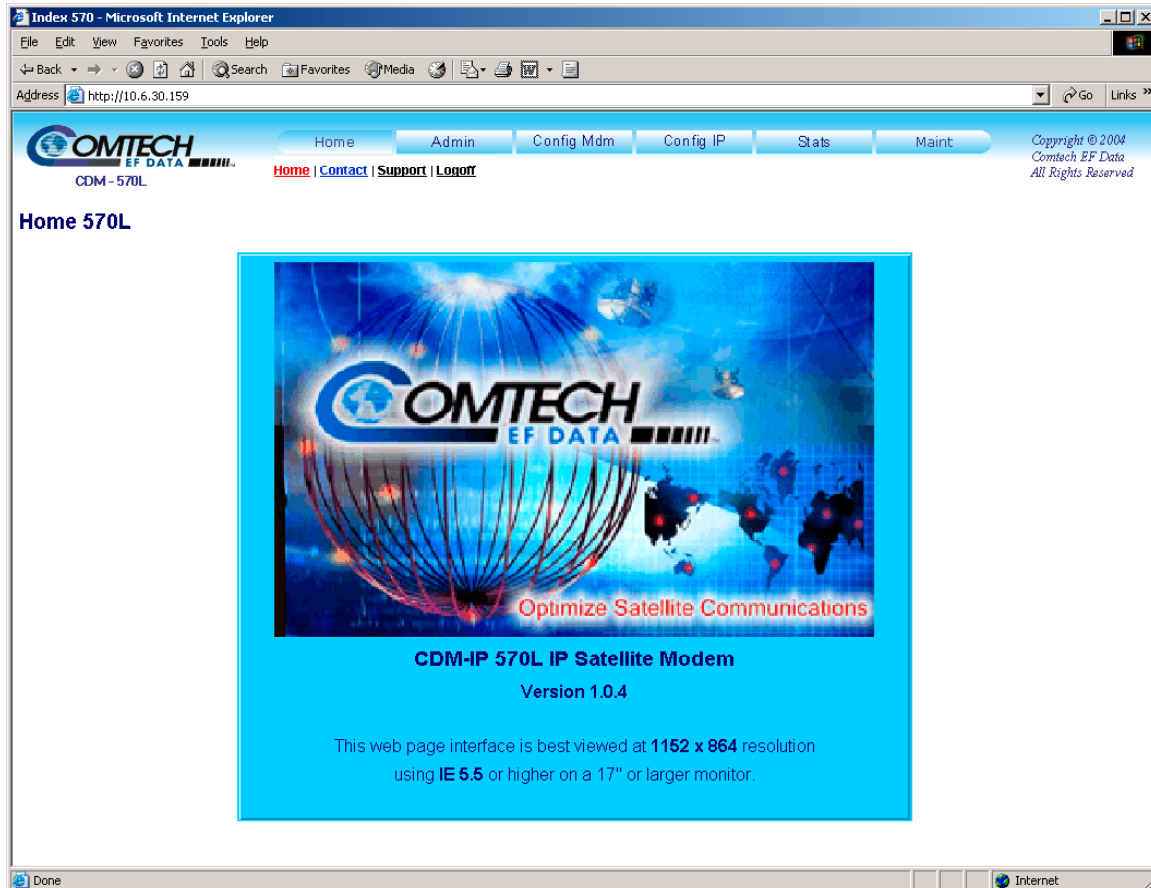 Index 570 - Microsoft Internet Explorer
File Edit View Favorites Tools Help
Back Search Favorites Media
Address http://10.6.30.159 Go Links »
COMTECH
EF DATA
CDM - 570L
Home Admin Config Mdm Config IP Stats Maint
Home | Contact | Support | Logoff
Copyright © 2004
Comtech EF Data
All Rights Reserved
Home 570L
COMTECH
EF DATA
Optimize Satellite Communications
CDM-IP 570L IP Satellite Modem
Version 1.0.4
This web page interface is best viewed at 1152 x 864 resolution
using IE 5.5 or higher on a 17" or larger monitor.
Done Internet